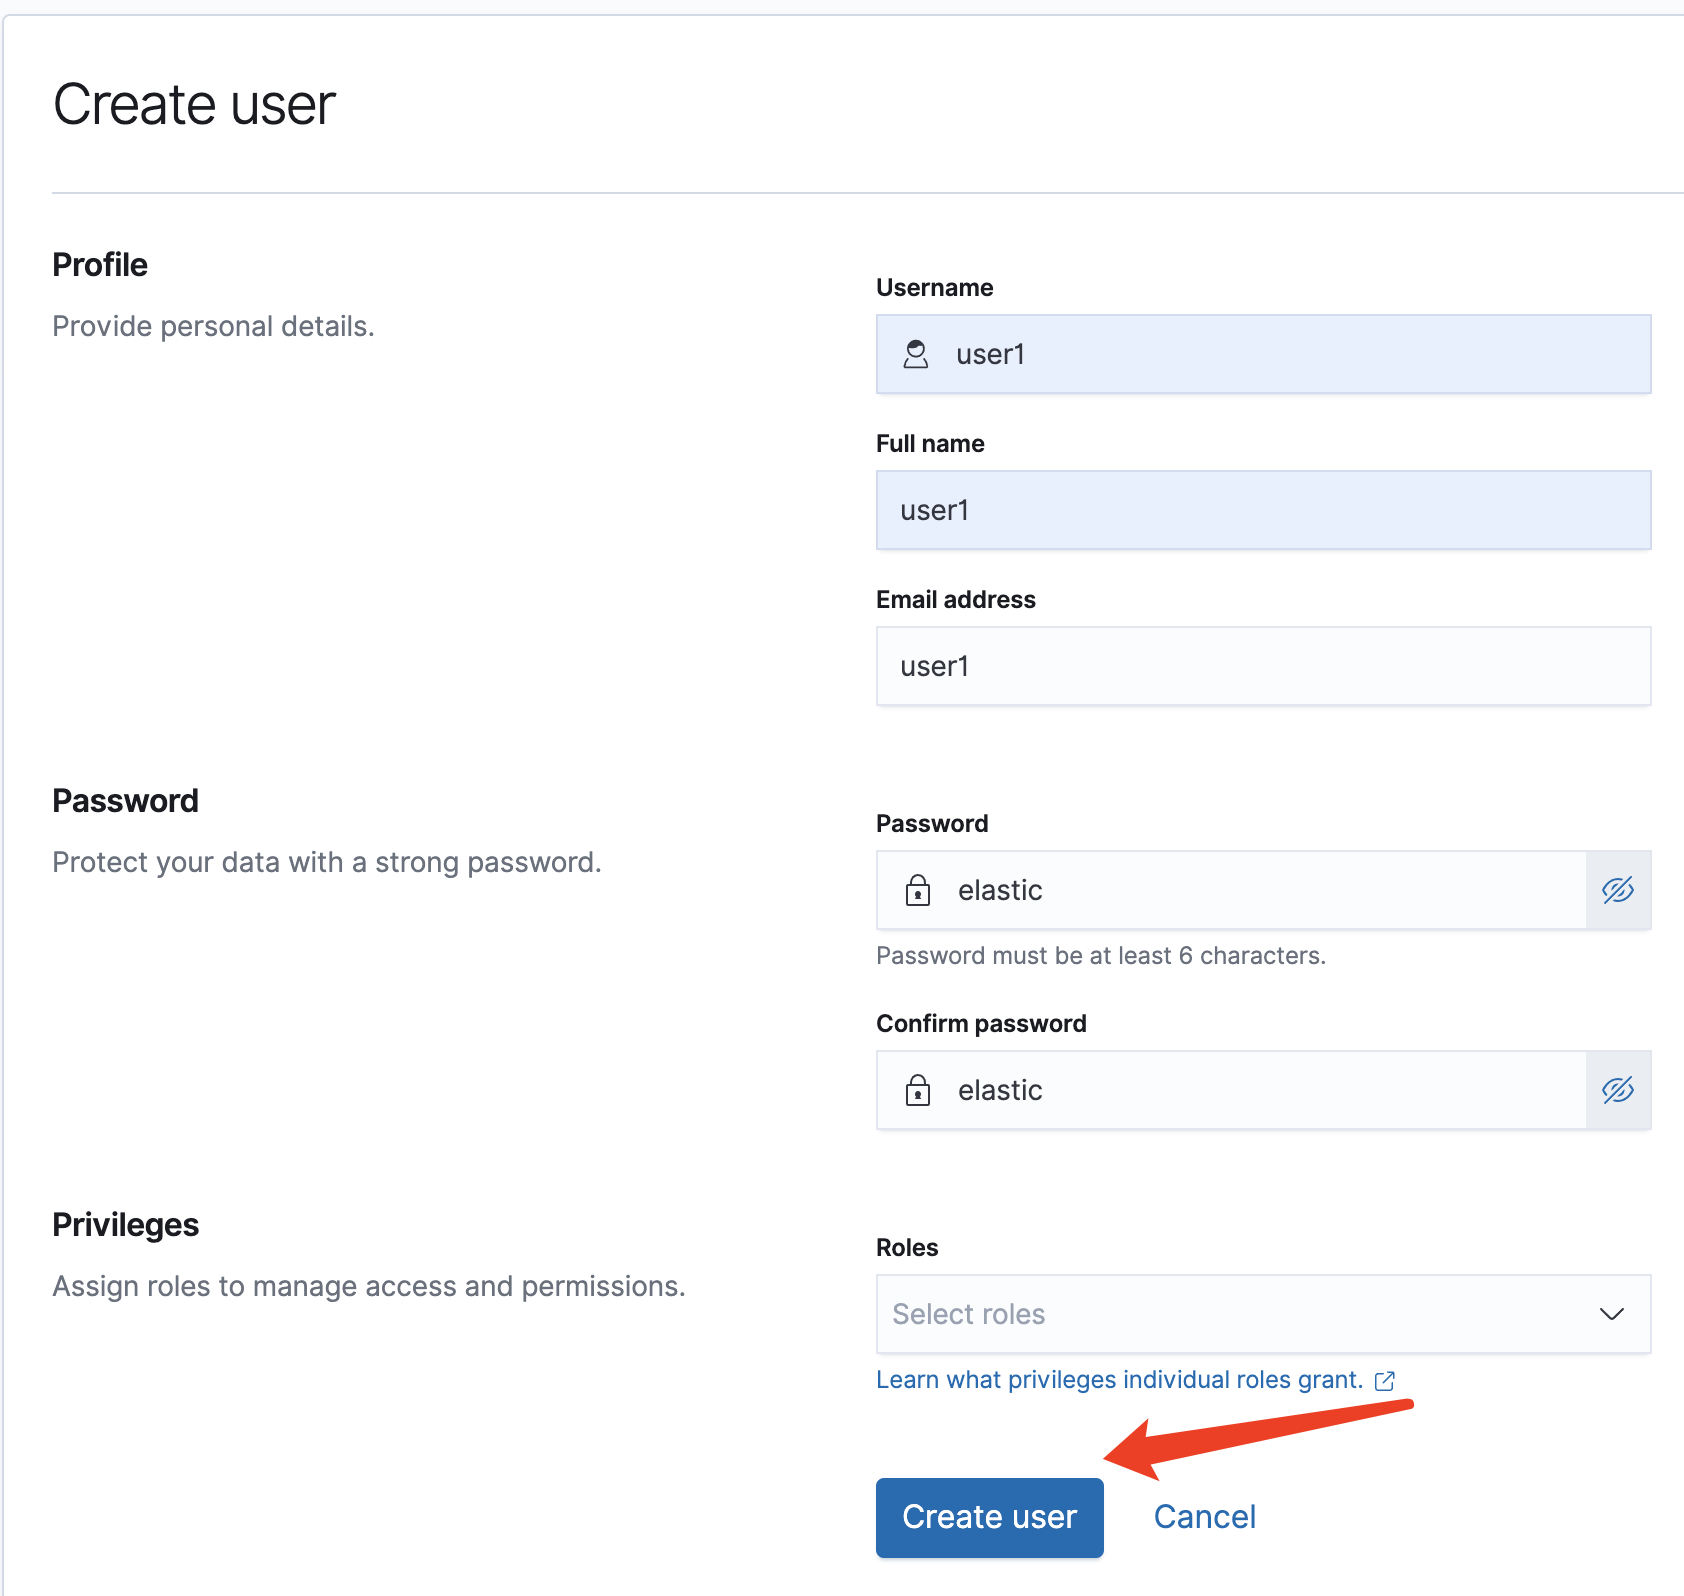 Create user
Profile
Provide personal details.
Username
user1
Full name
user1
Email address
user1
Password
Protect your data with a strong password.
Password
elastic
Password must be at least 6 characters.
Confirm password
elastic
Privileges
Assign roles to manage access and permissions.
Roles
Select roles
Learn what privileges individual roles grant.
Create user
Cancel